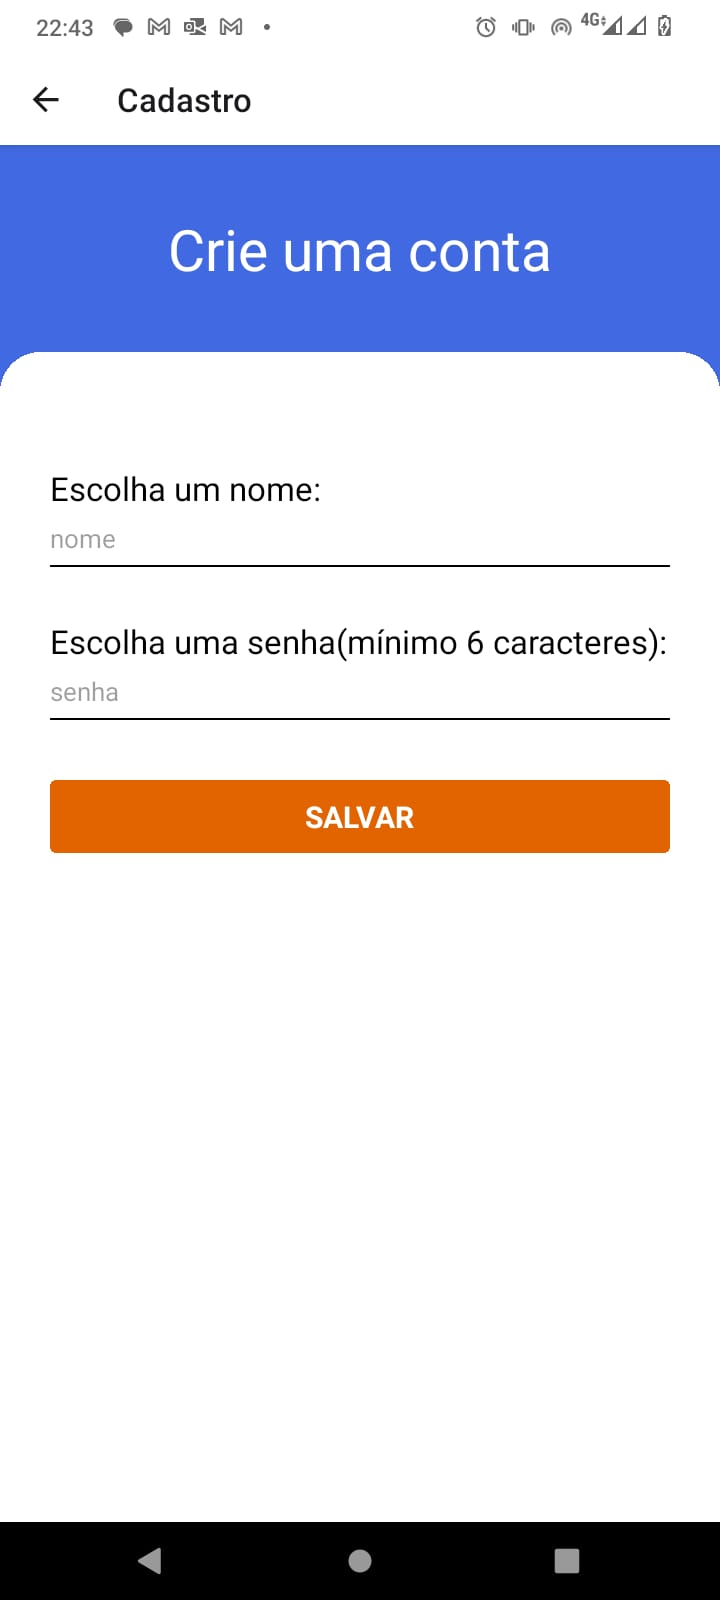 22:43
4G
Cadastro
Crie uma conta
Escolha um nome:
nome
Escolha uma senha(mínimo 6 caracteres):
senha
SALVAR